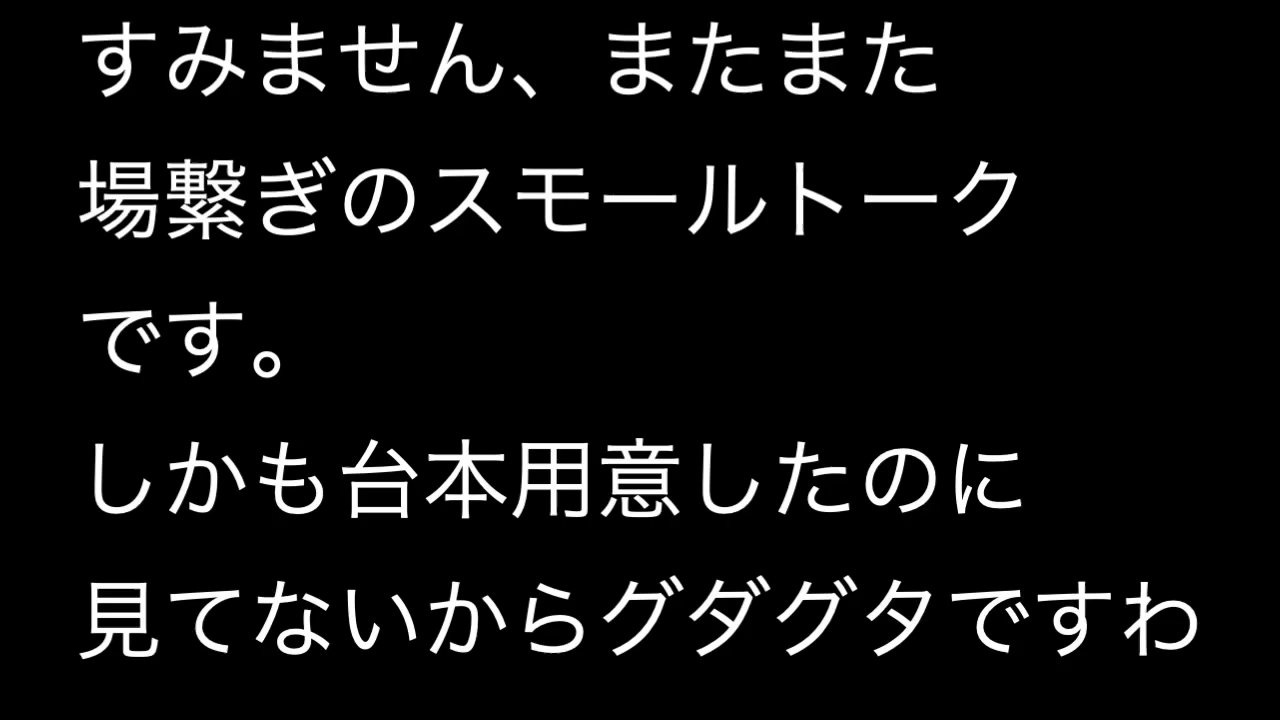 すみません、またまた
場繋ぎのスモールトーク
です。
しかも台本用意したのに
見てないからグダグタですわ